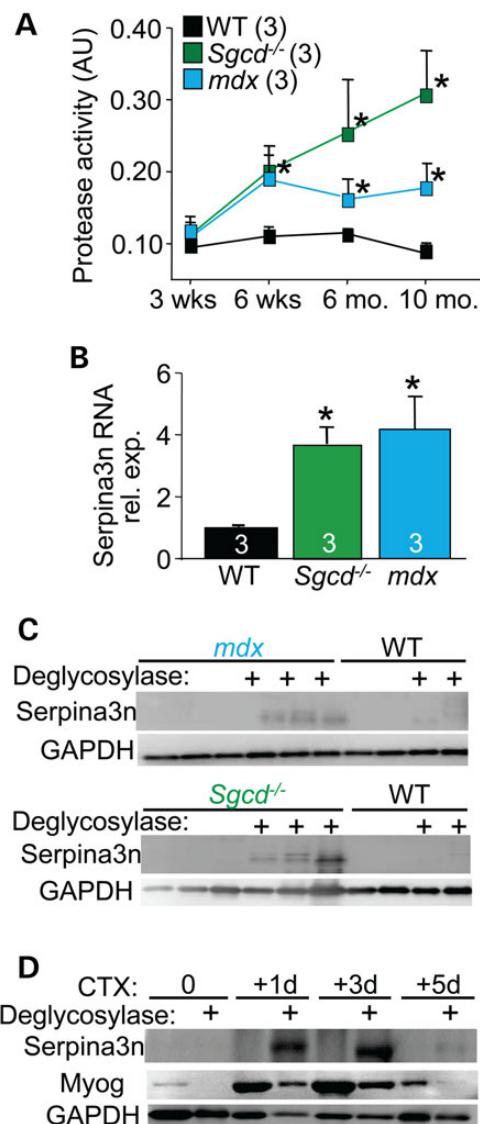 A
Protease activity (AU)
0.40
0.30
0.20
0.10
WT (3)
Sgcd-/- (3)
mdx (3)
*
*
*
*
*
3 wks 6 wks 6 mo. 10 mo.
B
Serpina3n RNA
rel. exp.
6
4
2
0
*
*
3 3 3
WT Sgcd-/- mdx
C
mdx WT
Deglycosylase: + + + + +
Serpina3n
GAPDH
Sgcd-/- WT
Deglycosylase: + + + + +
Serpina3n
GAPDH
D
CTX: 0 +1d +3d +5d
Deglycosylase: + + + +
Serpina3n
Myog
GAPDH